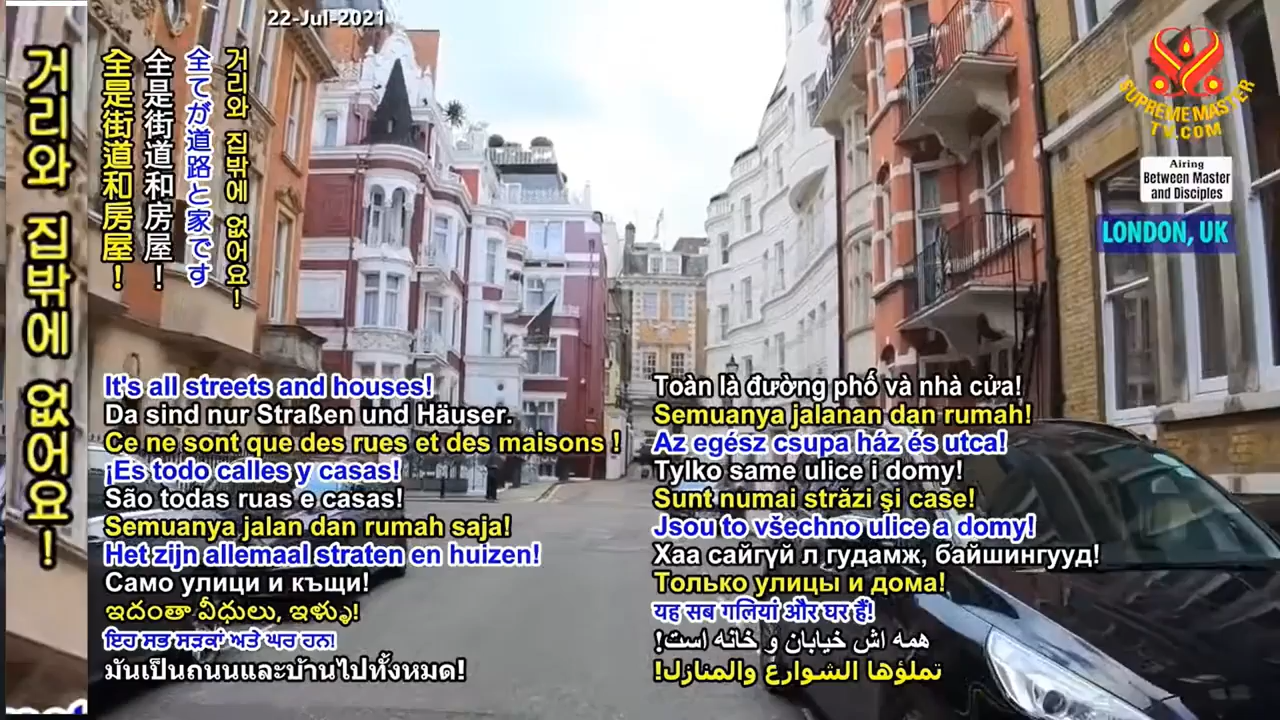 22-Jul-2021
거리와 집밖에 없어요!
全是街道和房屋！
全是街道和房屋！
全てが道路と家です
거리와 집밖에 없어요!
SUPREME MASTER
TV.COM
Airing
Between Master
and Disciples
LONDON, UK
It's all streets and houses!
Da sind nur Straßen und Häuser.
Ce ne sont que des rues et des maisons !
¡Es todo calles y casas!
São todas ruas e casas!
Semuanya jalan dan rumah saja!
Het zijn allemaal straten en huizen!
Само улици и къщи!
ఇదంతా వీధులు, ఇళ్ళు!
ਇਹ ਸਭ ਸੜਕਾਂ ਅਤੇ ਘਰ ਹਨ!
มันเป็นถนนและบ้านไปทั้งหมด!
Toàn là đường phố và nhà cửa!
Semuanya jalanan dan rumah!
Az egész csupa ház és utca!
Tylko same ulice i domy!
Sunt numai străzi şi case!
Jsou to všechno ulice a domy!
Хаа сайгүй л гудамж, байшингууд!
Только улицы и дома!
यह सब गलियां और घर हैं!
همه اش خیابان و خانه است!
تملؤها الشوارع والمنازل!